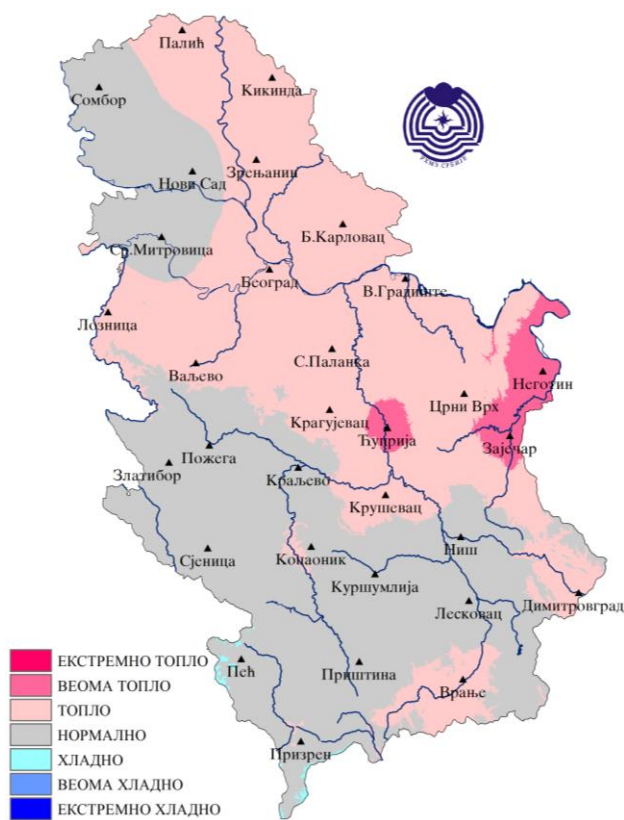 Палић
Кикинда
Сомбор
РХМЗ СРБИЈЕ
Зрењанин
Нови Сад
Б.Карловац
Ср.Митровица
Београд
В.Градиште
Лозница
С.Паланка
Ваљево
Неготин
Црни Врх
Крагујевац
Ћуприја
Зајечар
Пожега
Златибор
Краљево
Крушевац
Ниш
Сјеница
Копаоник
Куршумлија
Димитровград
Лесковац
Пећ
Приштина
Врање
Призрен
ЕКСТРЕМНО ТОПЛО
ВЕОМА ТОПЛО
ТОПЛО
НОРМАЛНО
ХЛАДНО
ВЕОМА ХЛАДНО
ЕКСТРЕМНО ХЛАДНО